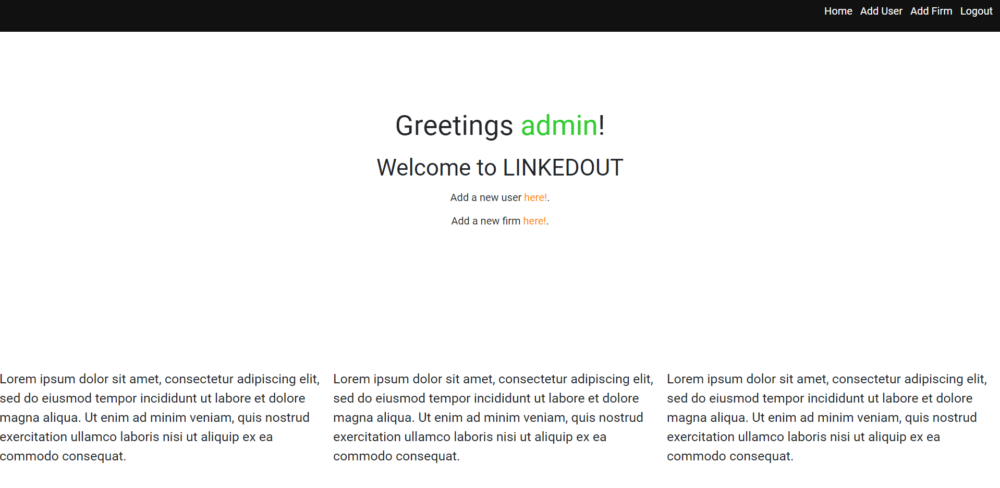 Home Add User Add Firm Logout
Greetings admin!
Welcome to LINKEDOUT
Add a new user here!.
Add a new firm here!.
Lorem ipsum dolor sit amet, consectetur adipiscing elit,
sed do eiusmod tempor incididunt ut labore et dolore
magna aliqua. Ut enim ad minim veniam, quis nostrud
exercitation ullamco laboris nisi ut aliquip ex ea
commodo consequat.
Lorem ipsum dolor sit amet, consectetur adipiscing elit,
sed do eiusmod tempor incididunt ut labore et dolore
magna aliqua. Ut enim ad minim veniam, quis nostrud
exercitation ullamco laboris nisi ut aliquip ex ea
commodo consequat.
Lorem ipsum dolor sit amet, consectetur adipiscing elit,
sed do eiusmod tempor incididunt ut labore et dolore
magna aliqua. Ut enim ad minim veniam, quis nostrud
exercitation ullamco laboris nisi ut aliquip ex ea
commodo consequat.